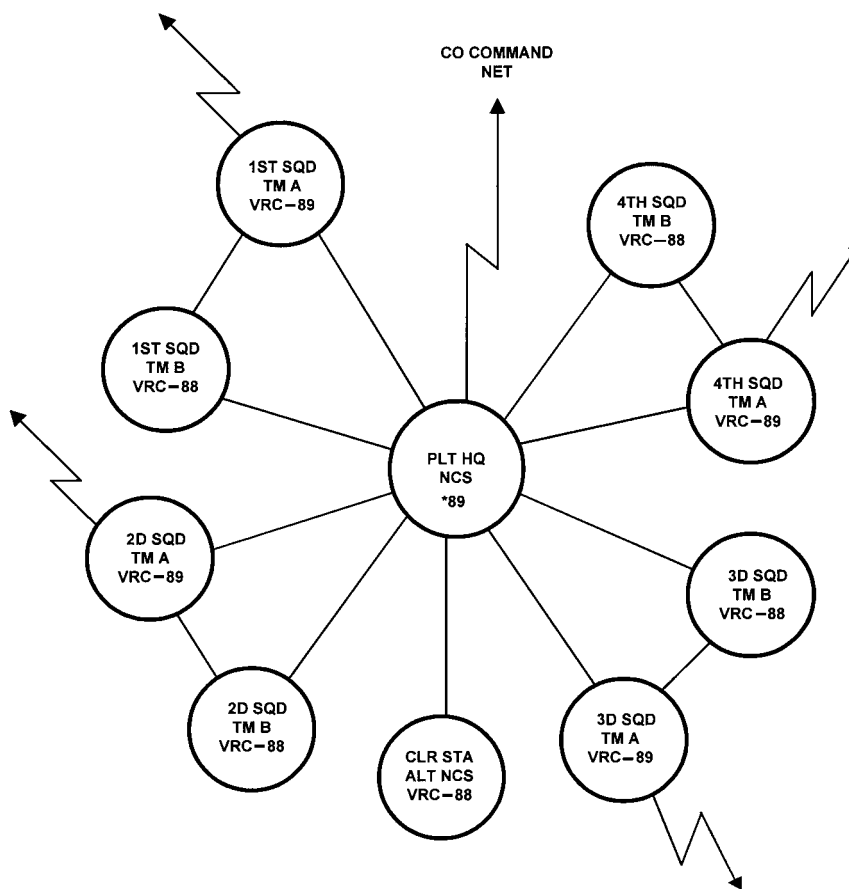 CO COMMAND
NET
1ST SQD
TM A
VRC–89
4TH SQD
TM B
VRC–88
1ST SQD
TM B
VRC–88
4TH SQD
TM A
VRC–89
PLT HQ
NCS
*89
2D SQD
TM A
VRC–89
3D SQD
TM B
VRC–88
2D SQD
TM B
VRC–88
CLR STA
ALT NCS
VRC–88
3D SQD
TM A
VRC–89